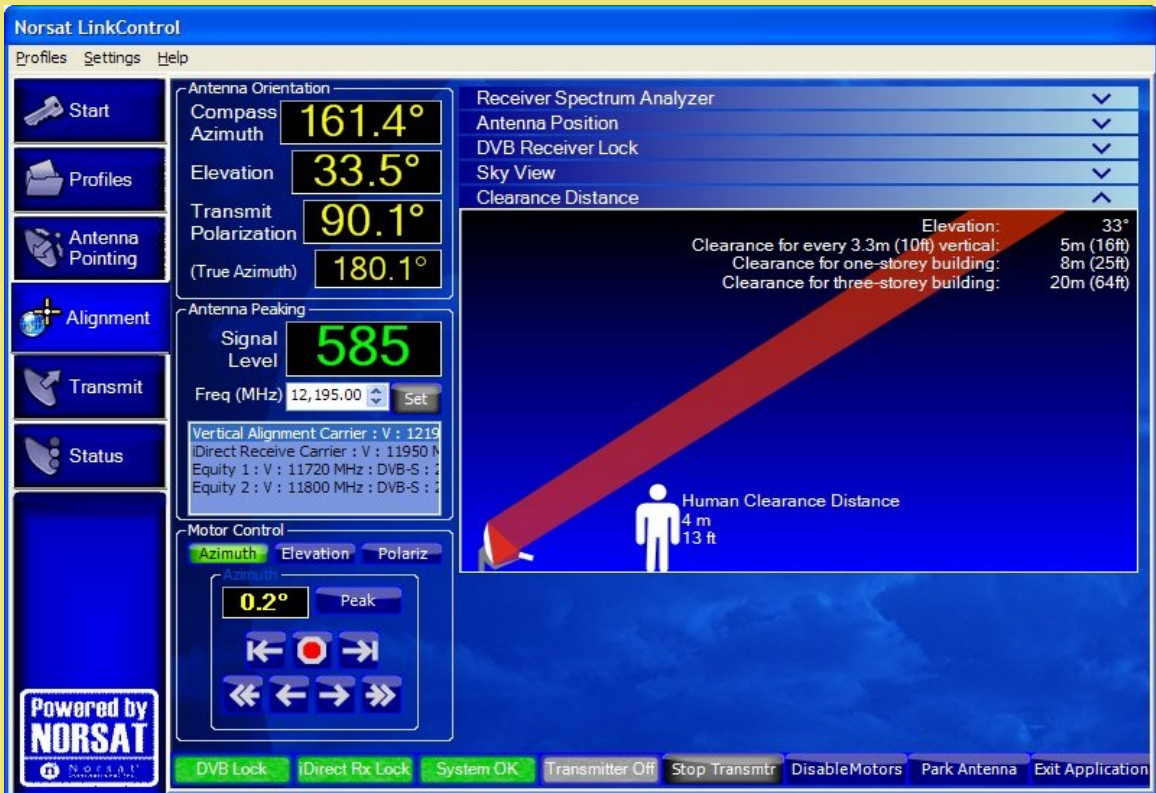 Norsat LinkControl
Profiles Settings Help
Start
Profiles
Antenna
Pointing
Alignment
Transmit
Status
Powered by
NORSAT
Norsat
Antenna Orientation
Compass
Azimuth
161.4°
Elevation
33.5°
Transmit
Polarization
90.1°
(True Azimuth)
180.1°
Antenna Peaking
Signal
Level
585
Freq (MHz) 12,195.00 Set
Vertical Alignment Carrier : V : 1219
iDirect Receive Carrier : V : 11950 M
Equity 1 : V : 11720 MHz : DVB-S : 2
Equity 2 : V : 11800 MHz : DVB-S : 2
Motor Control
Azimuth Elevation Polariz
Azimuth
0.2° Peak
Receiver Spectrum Analyzer
Antenna Position
DVB Receiver Lock
Sky View
Clearance Distance
Elevation: 33°
Clearance for every 3.3m (10ft) vertical: 5m (16ft)
Clearance for one-storey building: 8m (25ft)
Clearance for three-storey building: 20m (64ft)
Human Clearance Distance
4 m
13 ft
DVB Lock iDirect Rx Lock System OK Transmitter Off Stop Transmtr DisableMotors Park Antenna Exit Application